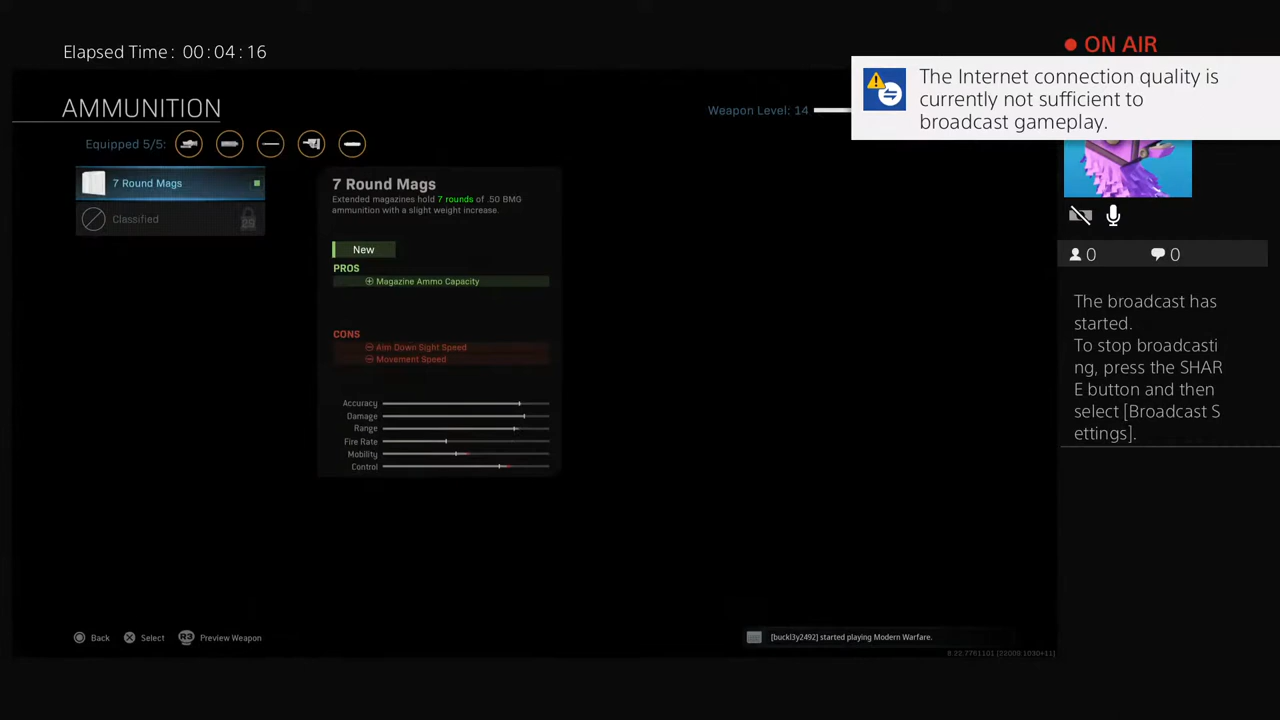 Elapsed Time: 00:04:16
ON AIR
The Internet connection quality is
currently not sufficient to
broadcast gameplay.
AMMUNITION
Weapon Level: 14
Equipped 5/5:
7 Round Mags
Classified
7 Round Mags
Extended magazines hold 7 rounds of .50 BMG
ammunition with a slight weight increase.
New
PROS
Magazine Ammo Capacity
CONS
Aim Down Sight Speed
Movement Speed
Accuracy
Damage
Range
Fire Rate
Mobility
Control
0 0
The broadcast has
started.
To stop broadcasti
ng, press the SHAR
E button and then
select [Broadcast S
ettings].
Back Select R3 Preview Weapon
[buckl3y2492] started playing Modern Warfare.